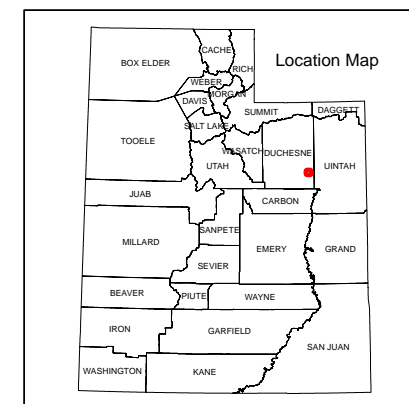 Location Map
CACHE
BOX ELDER
RICH
WEBER
MORGAN
DAVIS
SUMMIT
DAGGETT
SALT LAKE
TOOELE
WASATCH
DUCHESNE
UTAH
UINTAH
JUAB
CARBON
SANPETE
MILLARD
EMERY
GRAND
SEVIER
BEAVER
PIUTE
WAYNE
IRON
GARFIELD
SAN JUAN
WASHINGTON
KANE